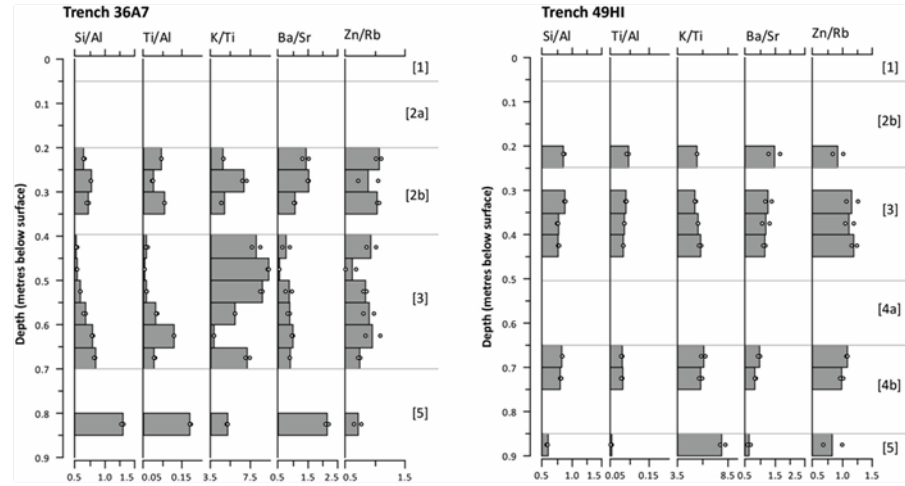 Trench 36A7
Trench 49HI
Si/Al Ti/Al K/Ti Ba/Sr Zn/Rb
Si/Al Ti/Al K/Ti Ba/Sr Zn/Rb
0
0.1
0.2
0.3
0.4
0.5
0.6
0.7
0.8
0.9
Depth (metres below surface)
[1]
[2a]
[2b]
[3]
[5]
0.5 1.0 1.5 0.05 0.15 3.5 7.5 0.5 1.5 2.5 0.5 1.5
0
0.1
0.2
0.3
0.4
0.5
0.6
0.7
0.8
0.9
Depth (metres below surface)
[1]
[2b]
[3]
[4a]
[4b]
[5]
0.5 1.0 1.5 0.05 0.15 3.5 8.5 0.5 1.5 2.5 0.5 1.0 1.5